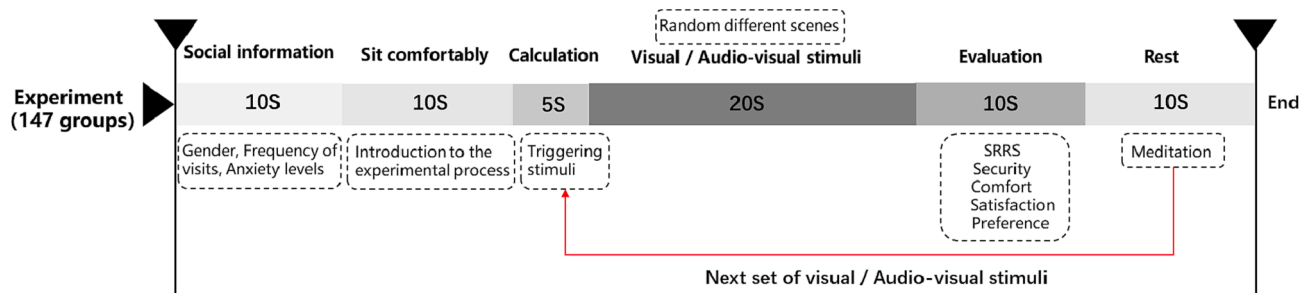 Random different scenes
Social information
Sit comfortably
Calculation
Visual / Audio-visual stimuli
Evaluation
Rest
Experiment
(147 groups)
10S
10S
5S
20S
10S
10S
End
Gender, Frequency of
visits, Anxiety levels
Introduction to the
experimental process
Triggering
stimuli
SRRS
Security
Comfort
Satisfaction
Preference
Meditation
Next set of visual / Audio-visual stimuli